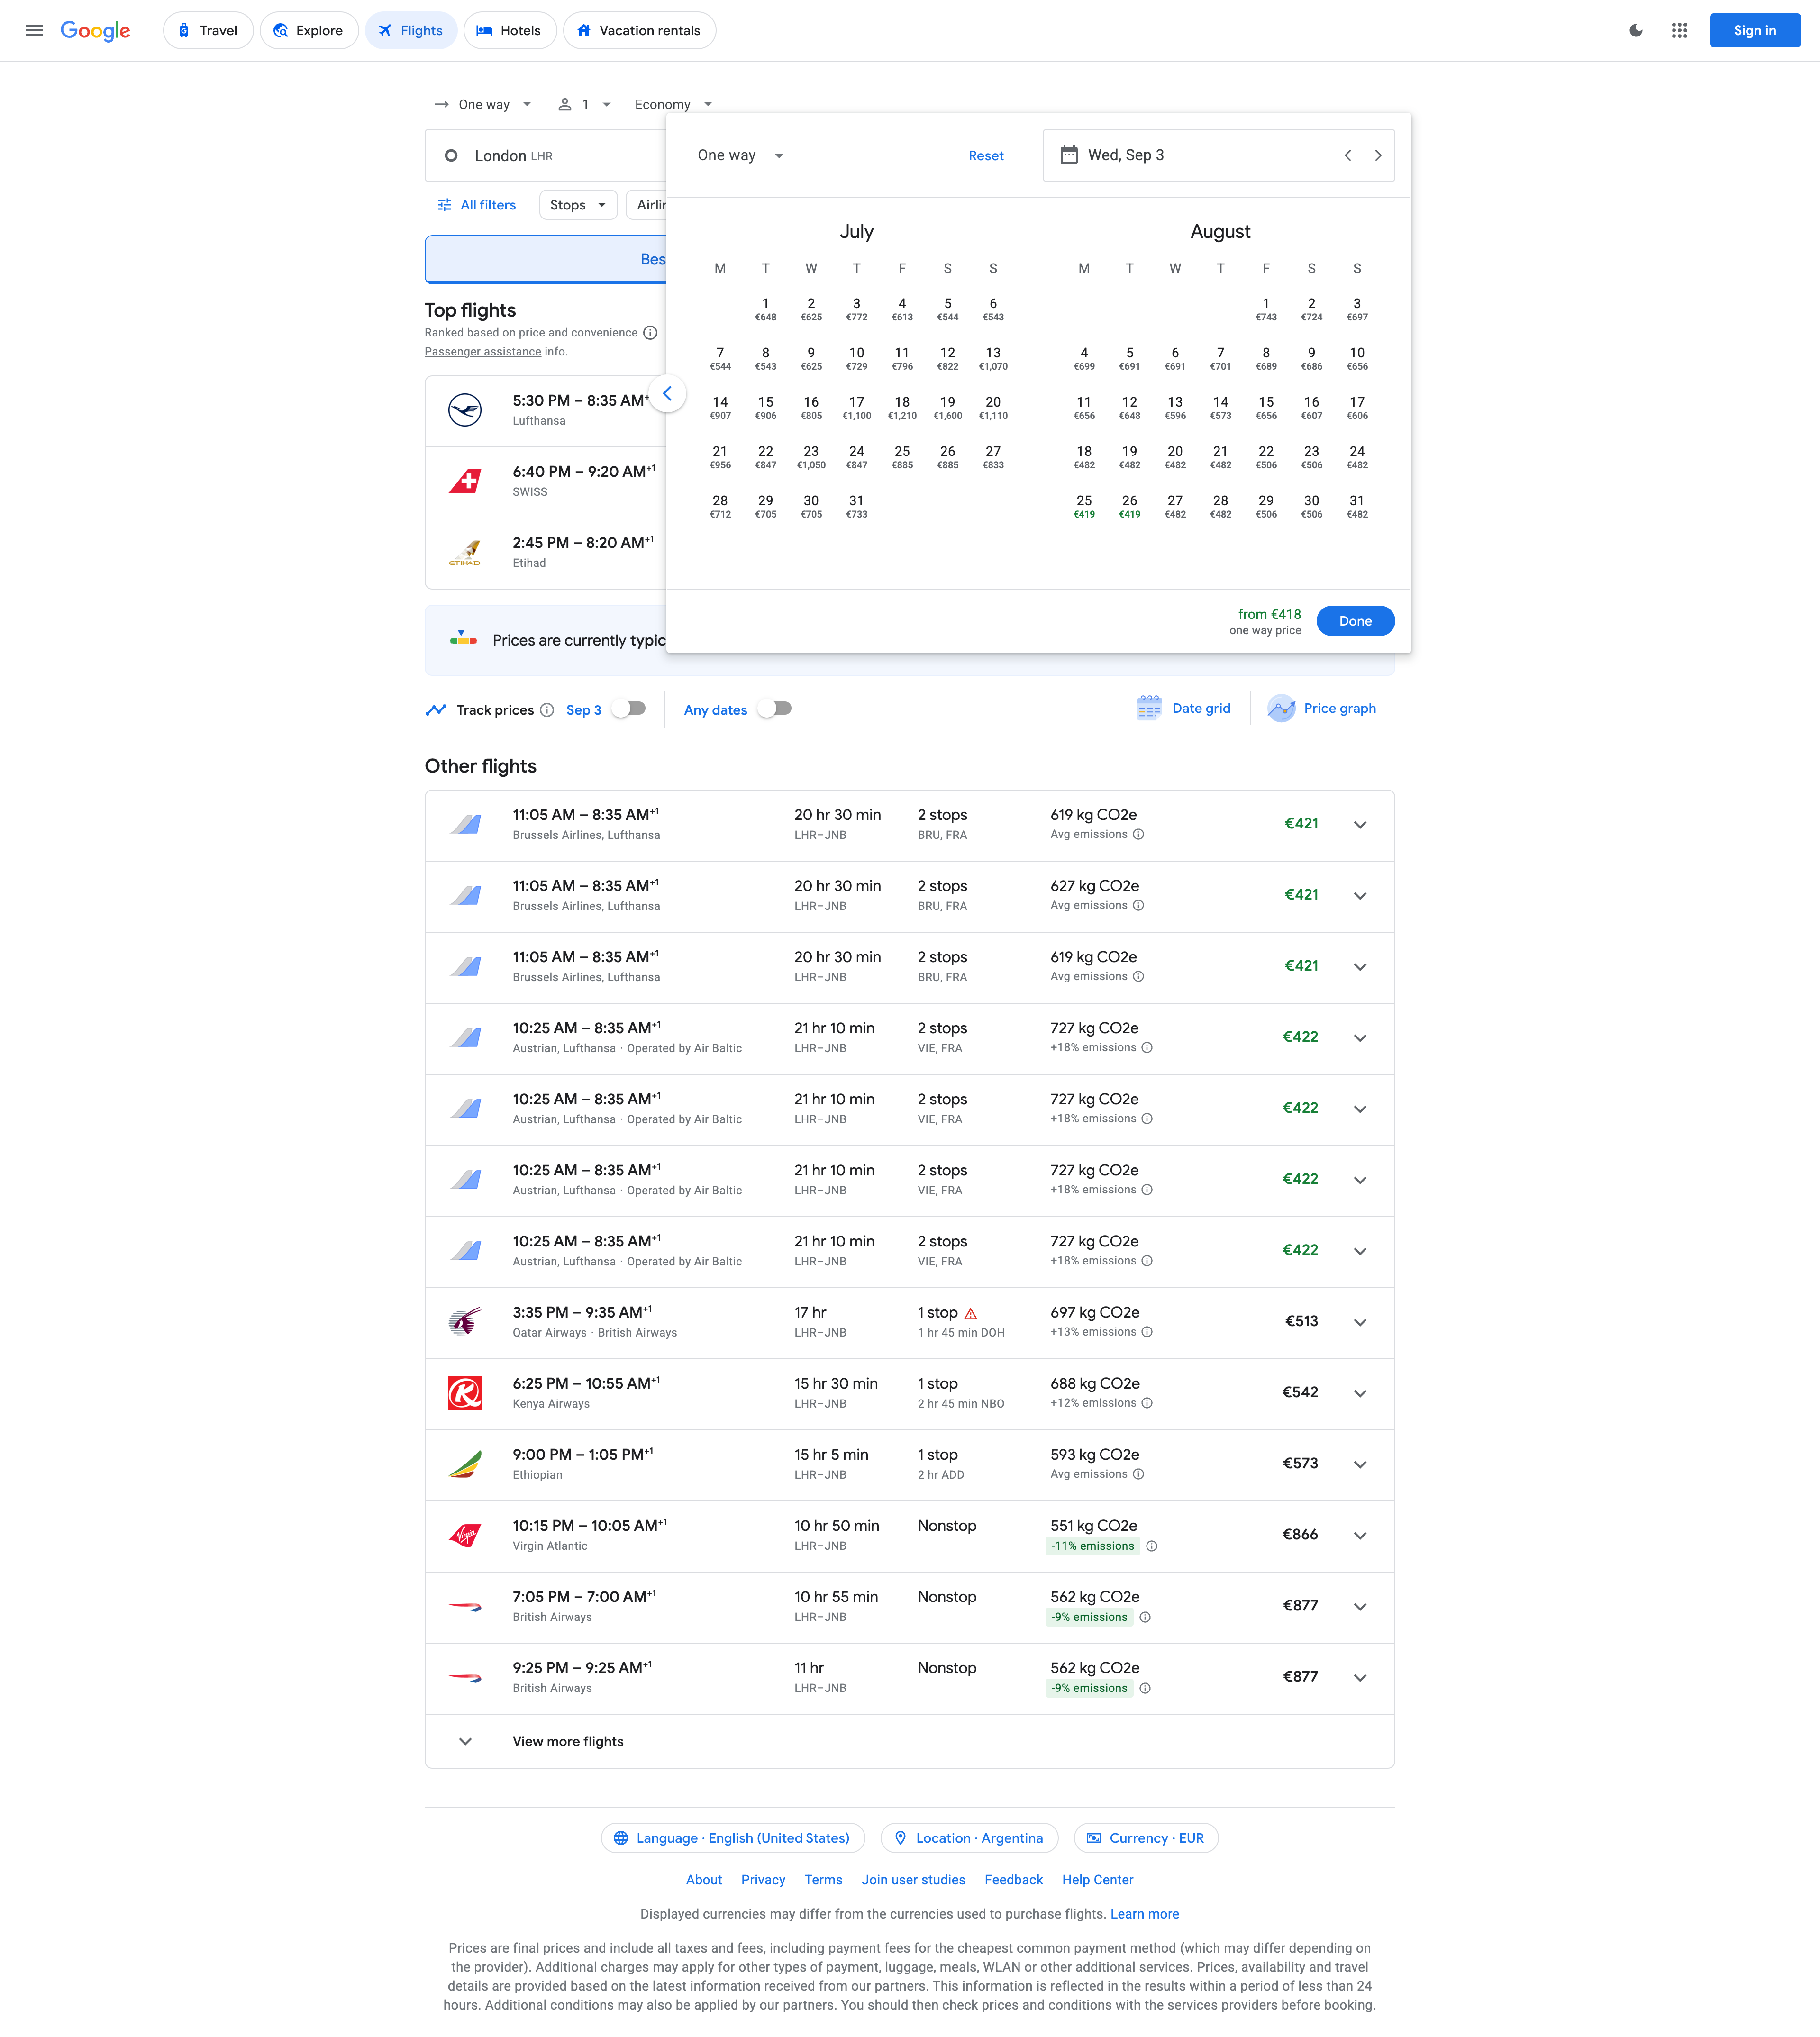 Google
Travel
Explore
Flights
Hotels
Vacation rentals
Sign in
One way
1
Economy
London LHR
All filters
Stops
Airlin
Bes
Top flights
Ranked based on price and convenience
Passenger assistance info.
5:30 PM – 8:35 AM+
Lufthansa
6:40 PM – 9:20 AM+1
SWISS
2:45 PM – 8:20 AM+1
Etihad
ETIHAD
Prices are currently typic
One way
Reset
Wed, Sep 3
July
M T W T F S S
1 2 3 4 5 6
€648 €625 €772 €613 €544 €543
7 8 9 10 11 12 13
€544 €543 €625 €729 €796 €822 €1,070
14 15 16 17 18 19 20
€907 €906 €805 €1,100 €1,210 €1,600 €1,110
21 22 23 24 25 26 27
€956 €847 €1,050 €847 €885 €885 €833
28 29 30 31
€712 €705 €705 €733
August
M T W T F S S
1 2 3
€743 €724 €697
4 5 6 7 8 9 10
€699 €691 €691 €701 €689 €686 €656
11 12 13 14 15 16 17
€656 €648 €596 €573 €656 €607 €606
18 19 20 21 22 23 24
€482 €482 €482 €482 €506 €506 €482
25 26 27 28 29 30 31
€419 €419 €482 €482 €506 €506 €482
from €418
one way price
Done
Track prices
Sep 3
Any dates
Date grid
Price graph
Other flights
11:05 AM – 8:35 AM+1 20 hr 30 min 2 stops 619 kg CO2e €421
Brussels Airlines, Lufthansa LHR–JNB BRU, FRA Avg emissions
11:05 AM – 8:35 AM+1 20 hr 30 min 2 stops 627 kg CO2e €421
Brussels Airlines, Lufthansa LHR–JNB BRU, FRA Avg emissions
11:05 AM – 8:35 AM+1 20 hr 30 min 2 stops 619 kg CO2e €421
Brussels Airlines, Lufthansa LHR–JNB BRU, FRA Avg emissions
10:25 AM – 8:35 AM+1 21 hr 10 min 2 stops 727 kg CO2e €422
Austrian, Lufthansa · Operated by Air Baltic LHR–JNB VIE, FRA +18% emissions
10:25 AM – 8:35 AM+1 21 hr 10 min 2 stops 727 kg CO2e €422
Austrian, Lufthansa · Operated by Air Baltic LHR–JNB VIE, FRA +18% emissions
10:25 AM – 8:35 AM+1 21 hr 10 min 2 stops 727 kg CO2e €422
Austrian, Lufthansa · Operated by Air Baltic LHR–JNB VIE, FRA +18% emissions
10:25 AM – 8:35 AM+1 21 hr 10 min 2 stops 727 kg CO2e €422
Austrian, Lufthansa · Operated by Air Baltic LHR–JNB VIE, FRA +18% emissions
3:35 PM – 9:35 AM+1 17 hr 1 stop 697 kg CO2e €513
Qatar Airways · British Airways LHR–JNB 1 hr 45 min DOH +13% emissions
6:25 PM – 10:55 AM+1 15 hr 30 min 1 stop 688 kg CO2e €542
Kenya Airways LHR–JNB 2 hr 45 min NBO +12% emissions
9:00 PM – 1:05 PM+1 15 hr 5 min 1 stop 593 kg CO2e €573
Ethiopian LHR–JNB 2 hr ADD Avg emissions
10:15 PM – 10:05 AM+1 10 hr 50 min Nonstop 551 kg CO2e €866
Virgin Atlantic LHR–JNB -11% emissions
7:05 PM – 7:00 AM+1 10 hr 55 min Nonstop 562 kg CO2e €877
British Airways LHR–JNB -9% emissions
9:25 PM – 9:25 AM+1 11 hr Nonstop 562 kg CO2e €877
British Airways LHR–JNB -9% emissions
View more flights
Language · English (United States)
Location · Argentina
Currency · EUR
About Privacy Terms Join user studies Feedback Help Center
Displayed currencies may differ from the currencies used to purchase flights. Learn more
Prices are final prices and include all taxes and fees, including payment fees for the cheapest common payment method (which may differ depending on
the provider). Additional charges may apply for other types of payment, luggage, meals, WLAN or other additional services. Prices, availability and travel
details are provided based on the latest information received from our partners. This information is reflected in the results within a period of less than 24
hours. Additional conditions may also be applied by our partners. You should then check prices and conditions with the services providers before booking.